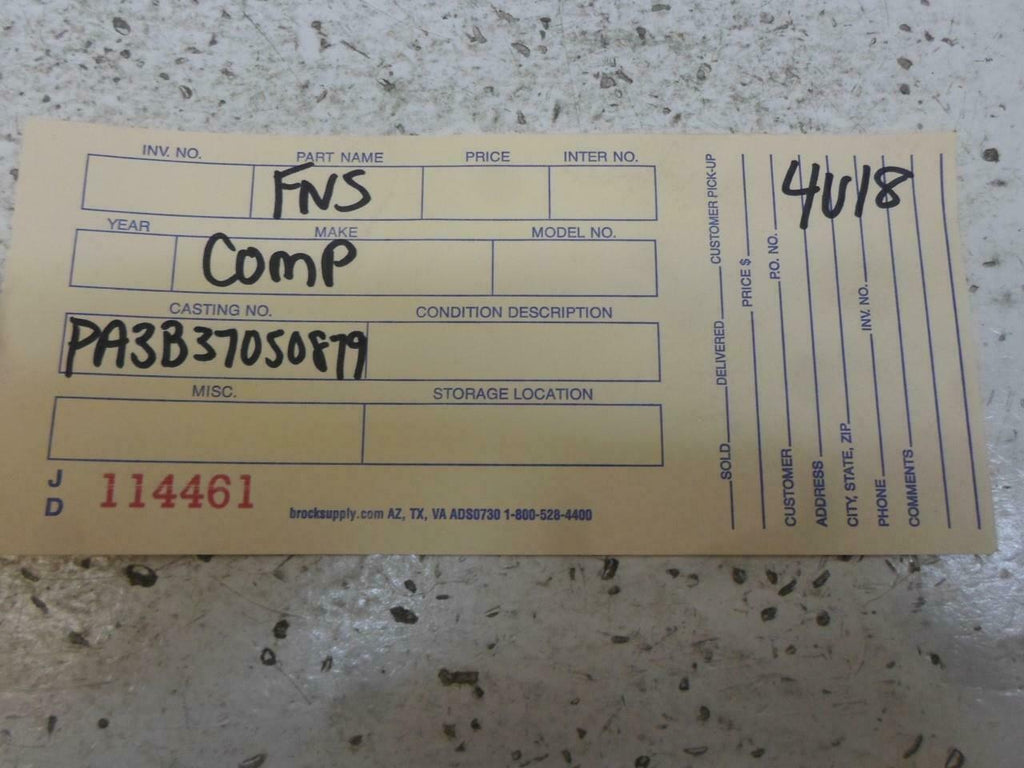 INV. NO. PART NAME PRICE INTER NO.
FNS
YEAR MAKE MODEL NO.
Comp
CASTING NO. CONDITION DESCRIPTION
PA3B37050879
MISC. STORAGE LOCATION
J D 114461
brocksupply.com AZ, TX, VA ADS0730 1-800-528-4400
SOLD DELIVERED CUSTOMER PICK-UP
PRICE $
CUSTOMER P.O. NO.
ADDRESS
CITY, STATE, ZIP
PHONE INV. NO.
COMMENTS